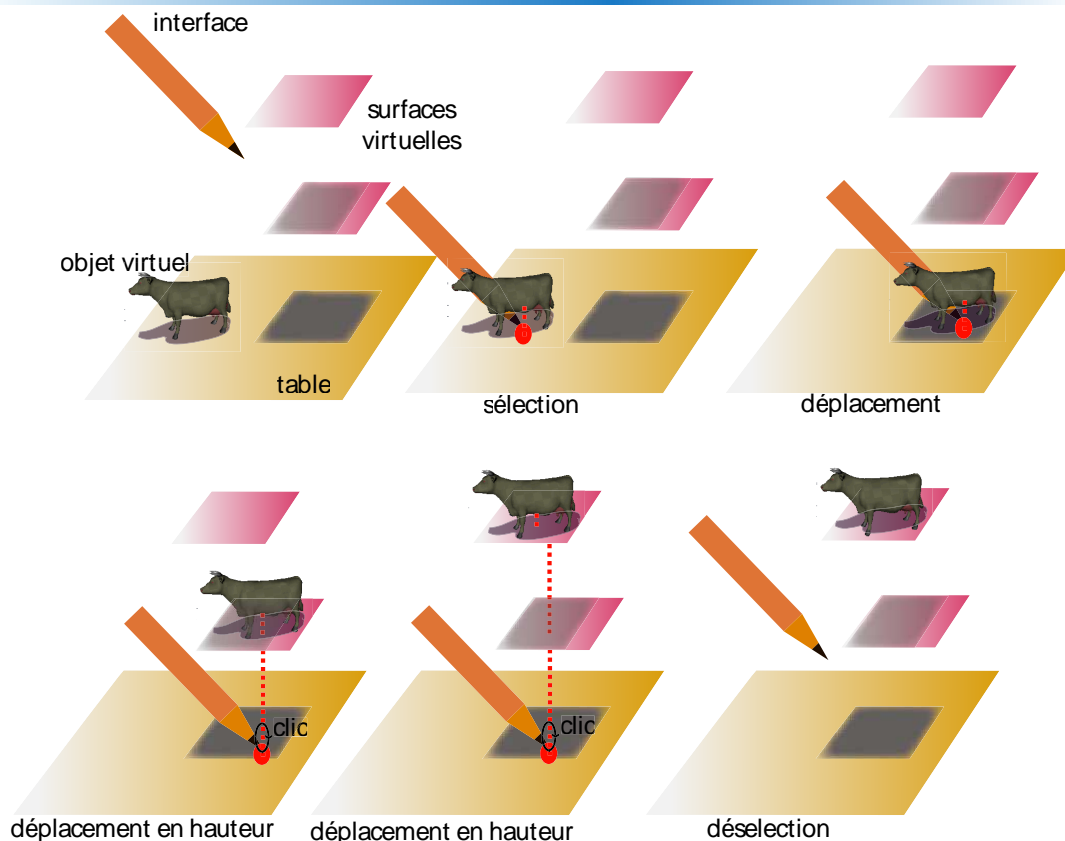 interface
surfaces
virtuelles
objet virtuel
table
sélection
déplacement
clic
clic
déplacement en hauteur
déplacement en hauteur
déselection